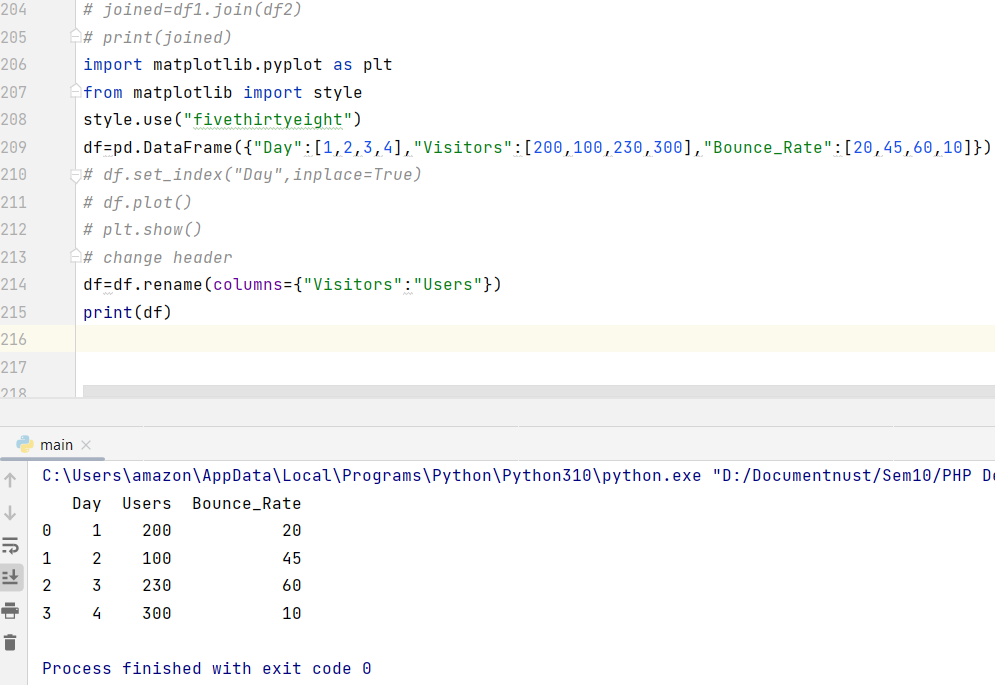 204 # joined=df1.join(df2)
205 # print(joined)
206 import matplotlib.pyplot as plt
207 from matplotlib import style
208 style.use("fivethirtyeight")
209 df=pd.DataFrame({"Day":[1,2,3,4],"Visitors":[200,100,230,300],"Bounce_Rate":[20,45,60,10]})
210 # df.set_index("Day",inplace=True)
211 # df.plot()
212 # plt.show()
213 # change header
214 df=df.rename(columns={"Visitors":"Users"})
215 print(df)
216
217
218
main
C:\Users\amazon\AppData\Local\Programs\Python\Python310\python.exe "D:/Documentnust/Sem10/PHP
Day Users Bounce_Rate
0 1 200 20
1 2 100 45
2 3 230 60
3 4 300 10
Process finished with exit code 0